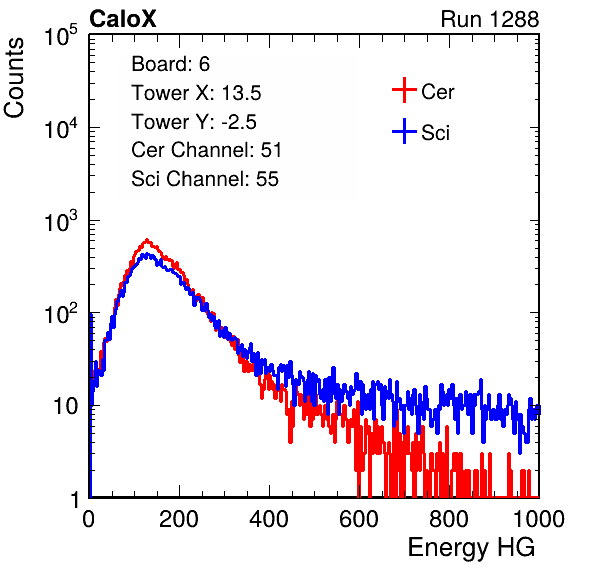 CaloX
Run 1288
Counts
Board: 6
Tower X: 13.5
Tower Y: -2.5
Cer Channel: 51
Sci Channel: 55
Cer
Sci
10^5
10^4
10^3
10^2
10
1
0 200 400 600 800 1000
Energy HG